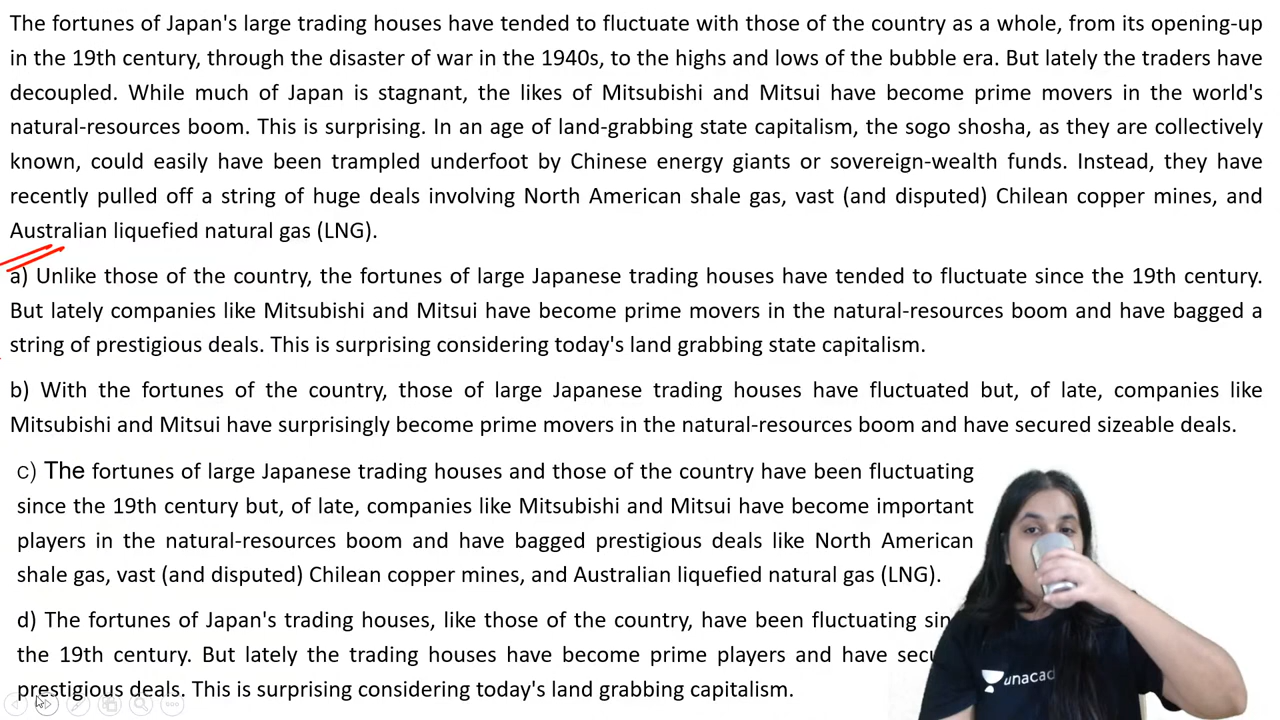 The fortunes of Japan's large trading houses have tended to fluctuate with those of the country as a whole, from its opening-up
in the 19th century, through the disaster of war in the 1940s, to the highs and lows of the bubble era. But lately the traders have
decoupled. While much of Japan is stagnant, the likes of Mitsubishi and Mitsui have become prime movers in the world's
natural-resources boom. This is surprising. In an age of land-grabbing state capitalism, the sogo shosha, as they are collectively
known, could easily have been trampled underfoot by Chinese energy giants or sovereign-wealth funds. Instead, they have
recently pulled off a string of huge deals involving North American shale gas, vast (and disputed) Chilean copper mines, and
Australian liquefied natural gas (LNG).
a) Unlike those of the country, the fortunes of large Japanese trading houses have tended to fluctuate since the 19th century.
But lately companies like Mitsubishi and Mitsui have become prime movers in the natural-resources boom and have bagged a
string of prestigious deals. This is surprising considering today's land grabbing state capitalism.
b) With the fortunes of the country, those of large Japanese trading houses have fluctuated but, of late, companies like
Mitsubishi and Mitsui have surprisingly become prime movers in the natural-resources boom and have secured sizeable deals.
c) The fortunes of large Japanese trading houses and those of the country have been fluctuating
since the 19th century but, of late, companies like Mitsubishi and Mitsui have become important
players in the natural-resources boom and have bagged prestigious deals like North American
shale gas, vast (and disputed) Chilean copper mines, and Australian liquefied natural gas (LNG).
d) The fortunes of Japan's trading houses, like those of the country, have been fluctuating sin
the 19th century. But lately the trading houses have become prime players and have secu
prestigious deals. This is surprising considering today's land grabbing capitalism.
unacad